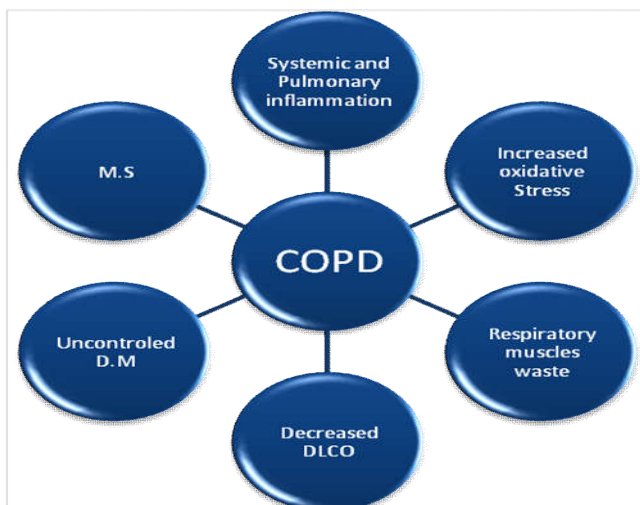 Systemic and
Pulmonary
inflammation
M.S
Increased
oxidative
Stress
COPD
Uncontroled
D.M
Respiratory
muscles
waste
Decreased
DLCO